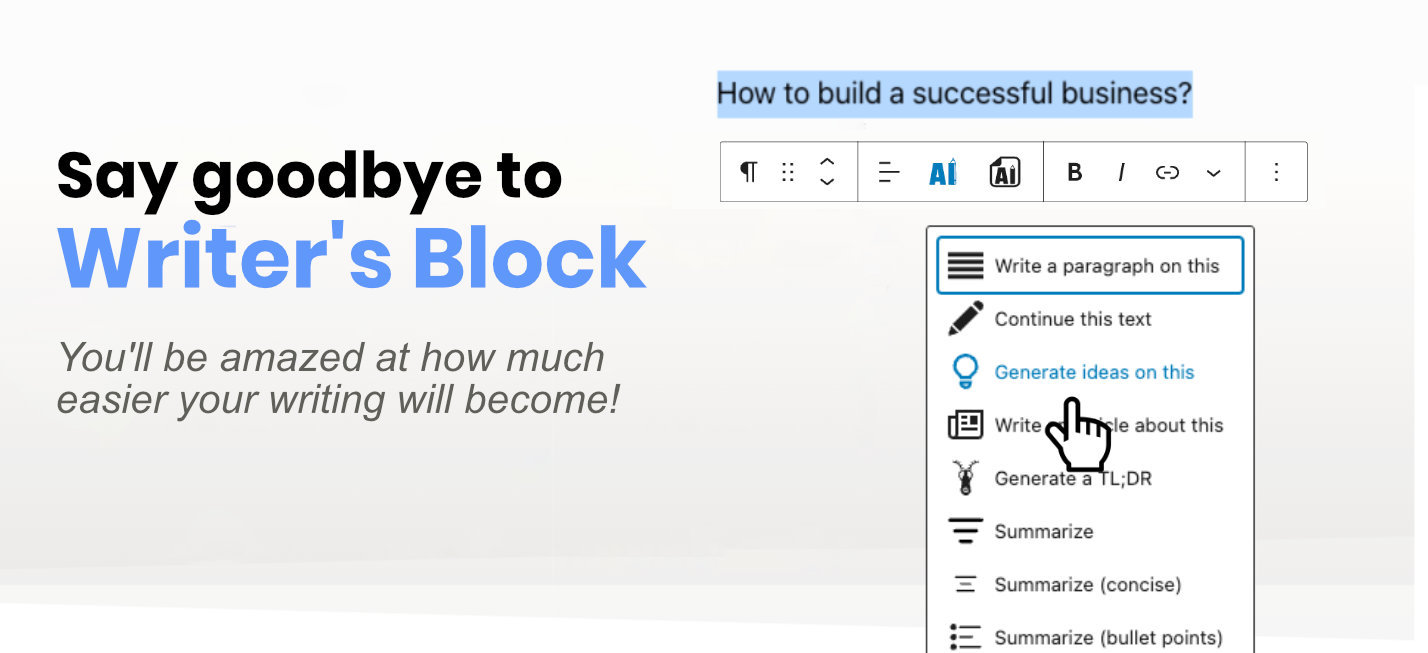 Say goodbye to
Writer's Block
You'll be amazed at how much
easier your writing will become!
How to build a successful business?
¶ AI AI B I
Write a paragraph on this
Continue this text
Generate ideas on this
Write about this
Generate a TL;DR
Summarize
Summarize (concise)
Summarize (bullet points)